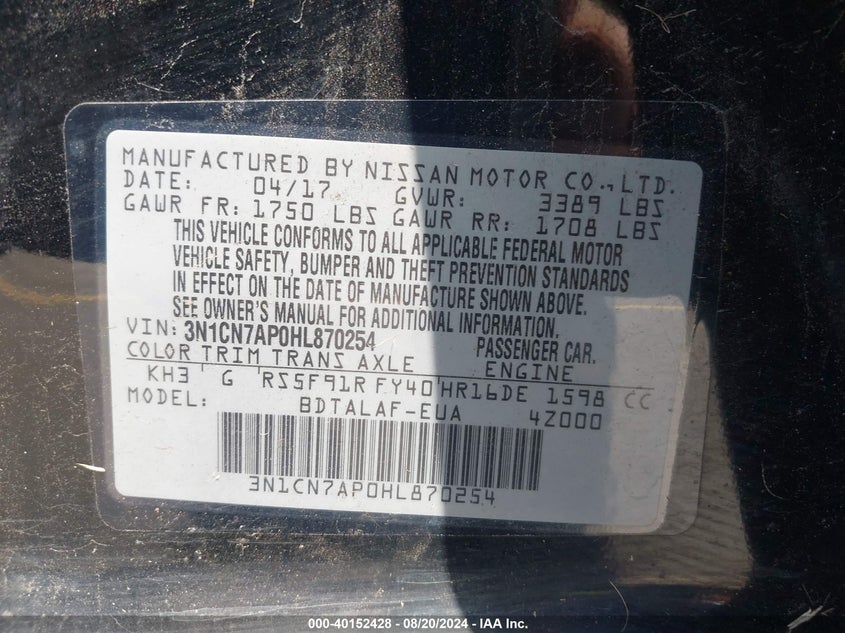 MANUFACTURED BY NISSAN MOTOR CO., LTD.
DATE: 04/17 GVWR: 3389 LBS
GAWR FR: 1750 LBS GAWR RR: 1708 LBS
THIS VEHICLE CONFORMS TO ALL APPLICABLE FEDERAL MOTOR
VEHICLE SAFETY, BUMPER AND THEFT PREVENTION STANDARDS
IN EFFECT ON THE DATE OF MANUFACTURE SHOWN ABOVE.
SEE OWNER'S MANUAL FOR ADDITIONAL INFORMATION.
VIN: 3N1CN7AP0HL870254 PASSENGER CAR.
COLOR TRIM TRANS AXLE ENGINE
KH3 G RS5F91R FY40 HR16DE 1598 CC
MODEL: BDTALAF-EUA 4Z000
3N1CN7AP0HL870254
000-40152428 - 08/20/2024 - IAA Inc.